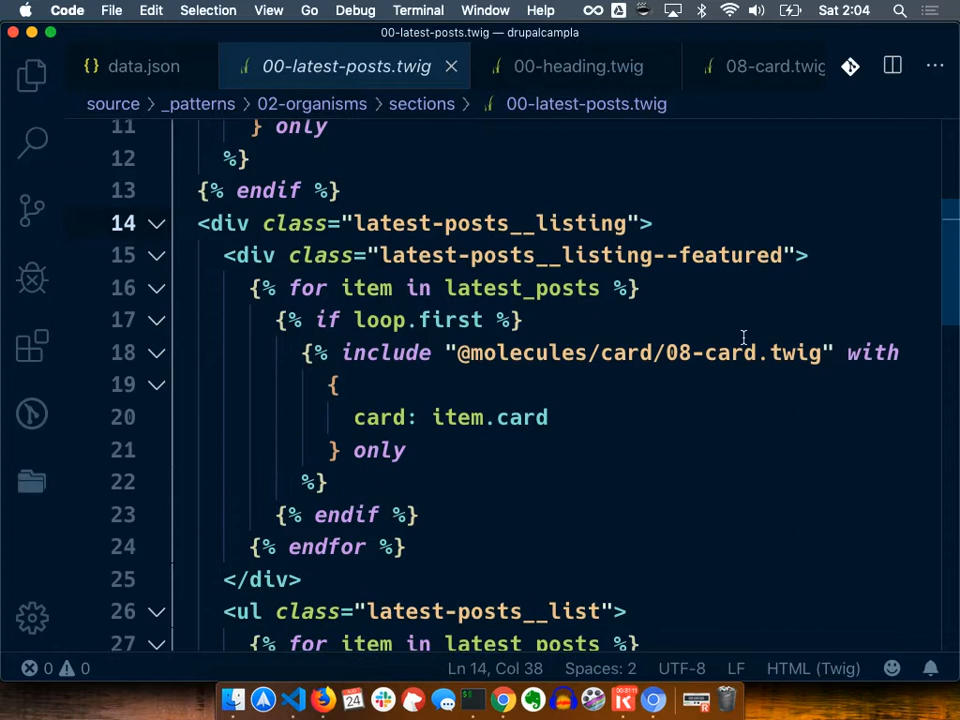 Code File Edit Selection View Go Debug Terminal Window Help Sat 2:04
00-latest-posts.twig — drupalcampla
{} data.json 00-latest-posts.twig 00-heading.twig 08-card.twig
source > _patterns > 02-organisms > sections > 00-latest-posts.twig
11 } only
12 %}
13 {% endif %}
14 <div class="latest-posts__listing">
15 <div class="latest-posts__listing--featured">
16 {% for item in latest_posts %}
17 {% if loop.first %}
18 {% include "@molecules/card/08-card.twig" with
19 {
20 card: item.card
21 } only
22 %}
23 {% endif %}
24 {% endfor %}
25 </div>
26 <ul class="latest-posts__list">
27 {% for item in latest_posts %}
0 0 Ln 14, Col 38 Spaces: 2 UTF-8 LF HTML (Twig)
24